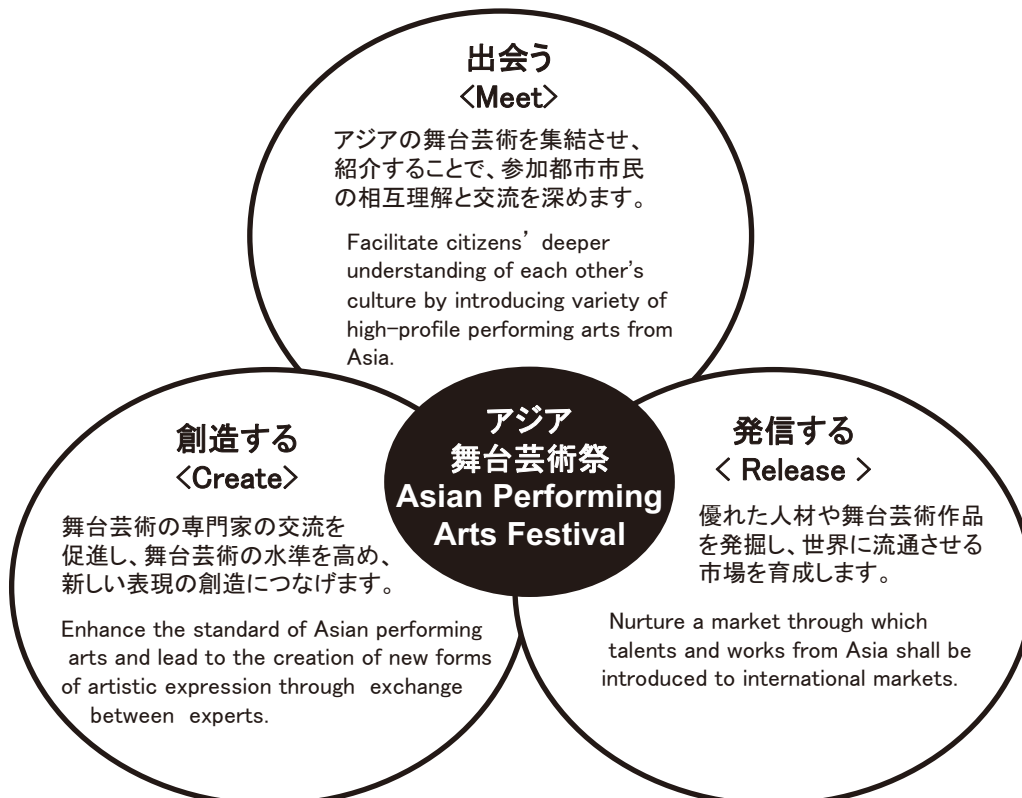 出会う
<Meet>
アジアの舞台芸術を集結させ、
紹介することで、参加都市市民
の相互理解と交流を深めます。
Facilitate citizens’ deeper
understanding of each other's
culture by introducing variety of
high-profile performing arts from
Asia.
アジア
舞台芸術祭
Asian Performing
Arts Festival
創造する
<Create>
舞台芸術の専門家の交流を
促進し、舞台芸術の水準を高め、
新しい表現の創造につなげます。
Enhance the standard of Asian performing
arts and lead to the creation of new forms
of artistic expression through exchange
between experts.
発信する
< Release >
優れた人材や舞台芸術作品
を発掘し、世界に流通させる
市場を育成します。
Nurture a market through which
talents and works from Asia shall be
introduced to international markets.